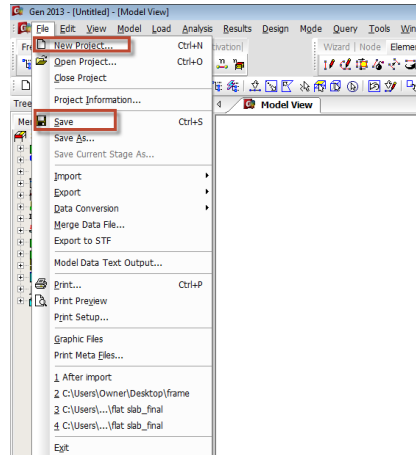 Gen 2013 - [Untitled] - [Model View]
File Edit View Model Load Analysis Results Design Mode Query Tools
Wizard Node
New Project... Ctrl+N
Open Project... Ctrl+O
Close Project
Tree
Project Information...
Model View
Save Ctrl+S
Save As...
Save Current Stage As...
Import
Export
Data Conversion
Merge Data File...
Export to STF
Model Data Text Output...
Print... Ctrl+P
Print Preview
Print Setup...
Graphic Files
Print Meta Files...
1 After import
2 C:\Users\Owner\Desktop\frame
3 C:\Users\...\flat slab_final
4 C:\Users\...\flat slab_final
Exit